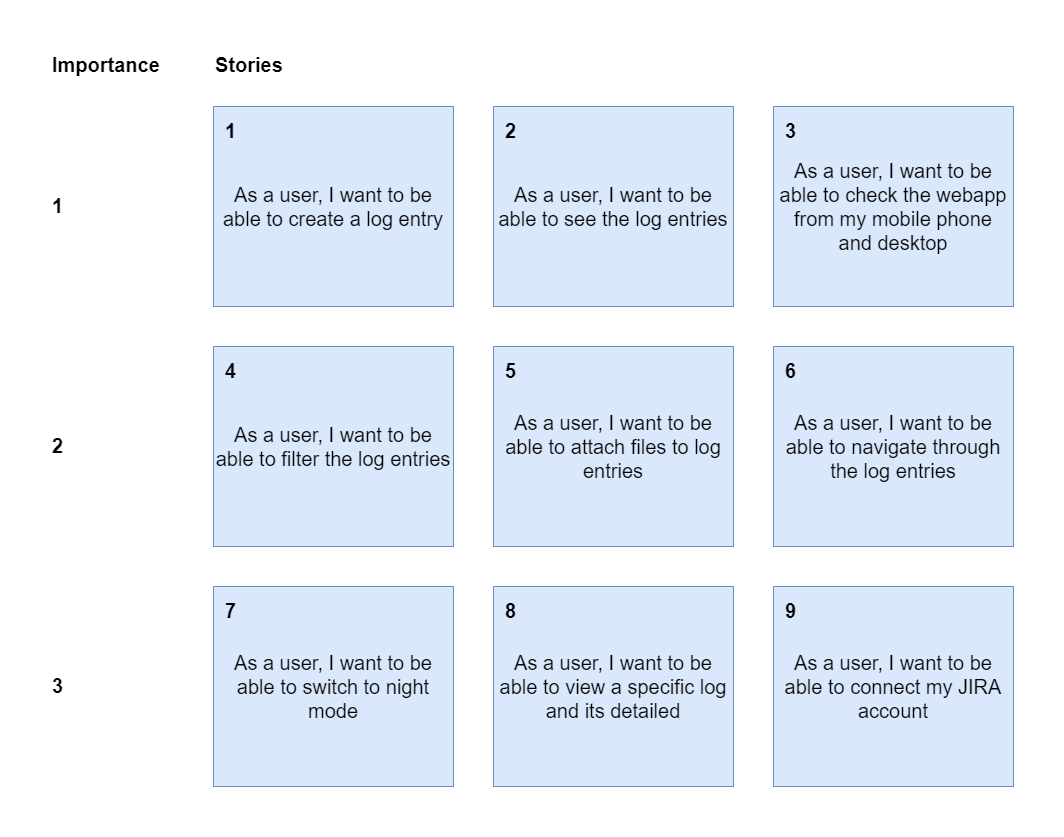 Importance Stories
1 2 3
As a user, I want to be
able to create a log entry
As a user, I want to be
able to see the log entries
As a user, I want to be
able to check the webapp
from my mobile phone
and desktop
1
4 5 6
As a user, I want to be
able to filter the log entries
As a user, I want to be
able to attach files to log
entries
As a user, I want to be
able to navigate through
the log entries
2
7 8 9
As a user, I want to be
able to switch to night
mode
As a user, I want to be
able to view a specific log
and its detailed
As a user, I want to be
able to connect my JIRA
account
3